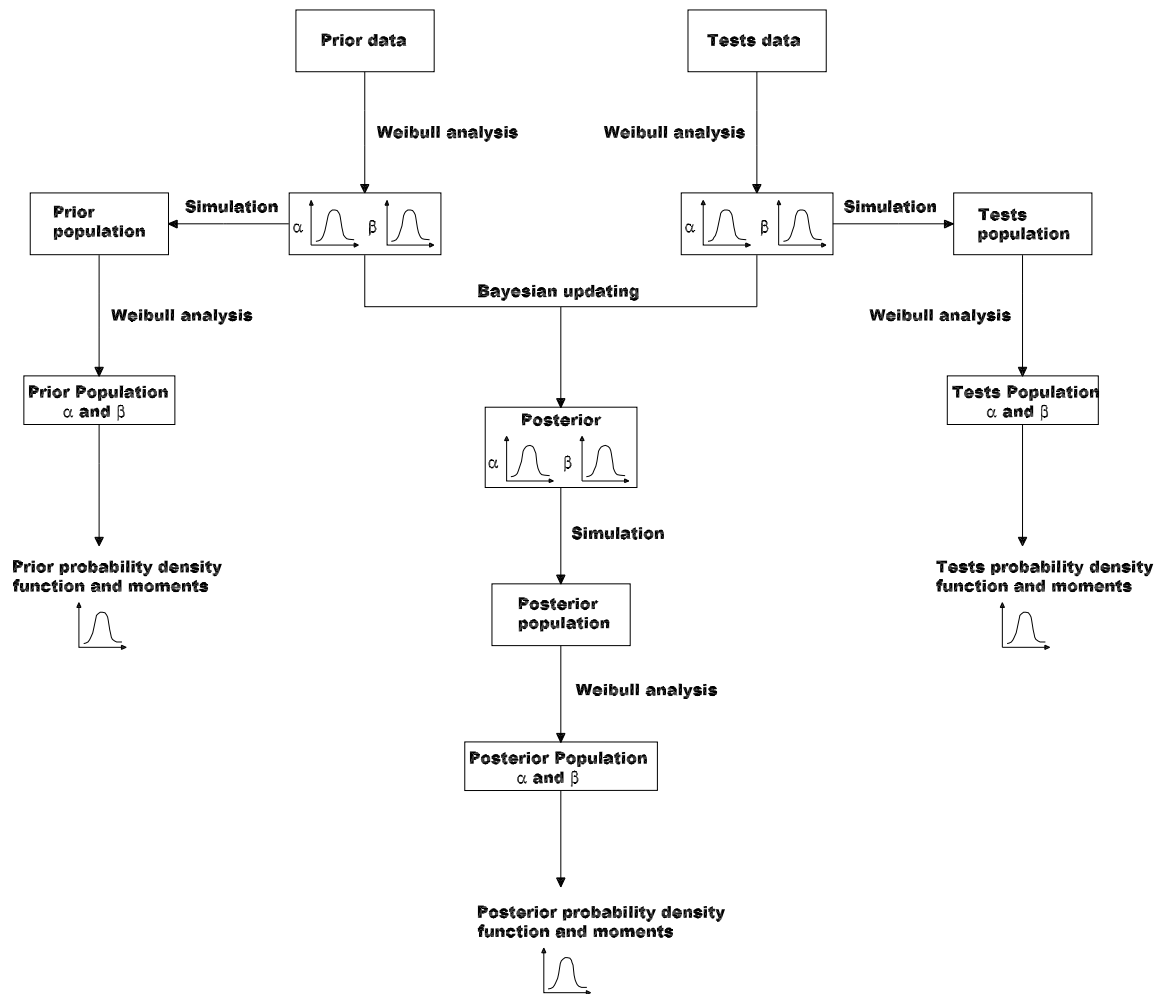 Prior data
Tests data
Weibull analysis
Weibull analysis
Prior
population
Simulation
α β
α β
Simulation
Tests
population
Bayesian updating
Weibull analysis
Weibull analysis
Prior Population
α and β
Tests Population
α and β
Posterior
α β
Simulation
Prior probability density
function and moments
Tests probability density
function and moments
Posterior
population
Weibull analysis
Posterior Population
α and β
Posterior probability density
function and moments